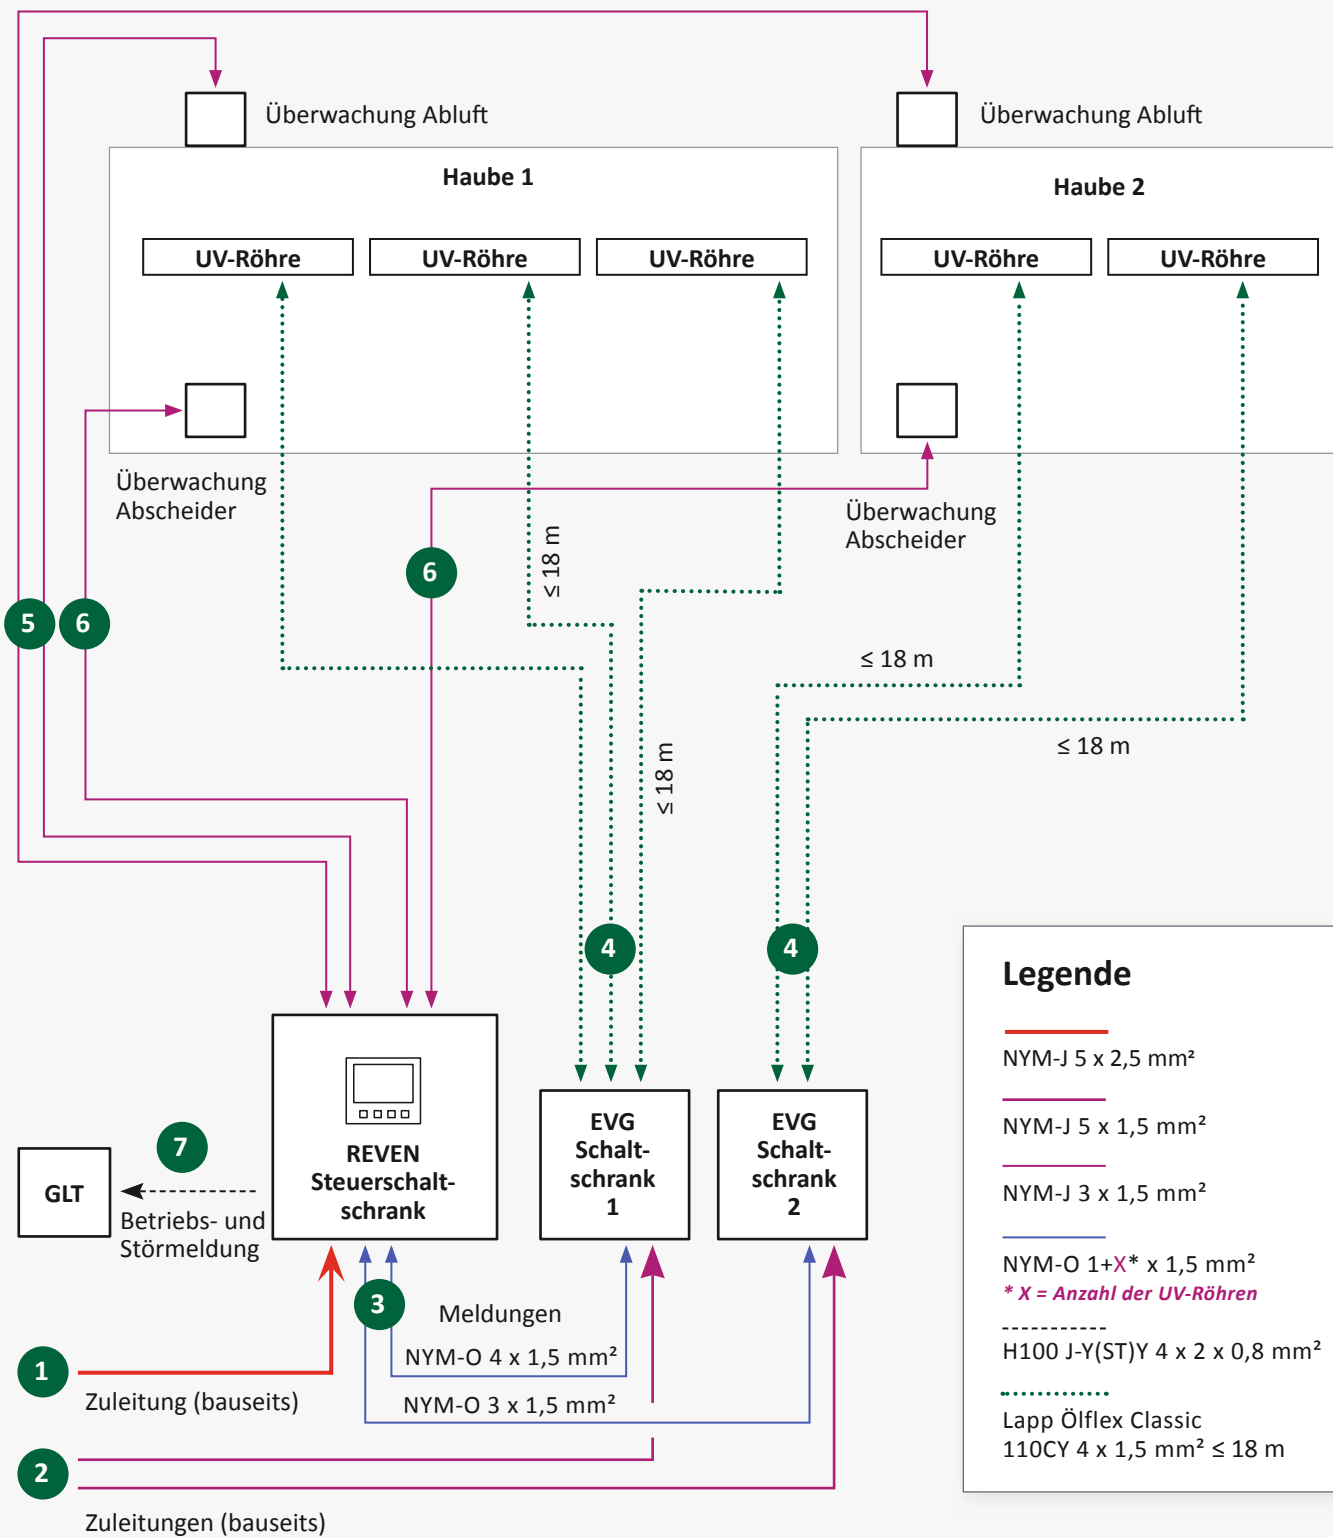 Überwachung Abluft
Überwachung Abluft
Haube 1
Haube 2
UV-Röhre
UV-Röhre
UV-Röhre
UV-Röhre
UV-Röhre
Überwachung
Abscheider
Überwachung
Abscheider
≤ 18 m
6
5
6
≤ 18 m
≤ 18 m
≤ 18 m
4
4
REVEN
Steuerschalt-
schrank
EVG
Schalt-
schrank
1
EVG
Schalt-
schrank
2
7
GLT
Betriebs- und
Störmeldung
3
Meldungen
NYM-O 4 x 1,5 mm²
NYM-O 3 x 1,5 mm²
1
Zuleitung (bauseits)
2
Zuleitungen (bauseits)
Legende
NYM-J 5 x 2,5 mm²
NYM-J 5 x 1,5 mm²
NYM-J 3 x 1,5 mm²
NYM-O 1+X* x 1,5 mm²
* X = Anzahl der UV-Röhren
H100 J-Y(ST)Y 4 x 2 x 0,8 mm²
Lapp Ölflex Classic
110CY 4 x 1,5 mm² ≤ 18 m